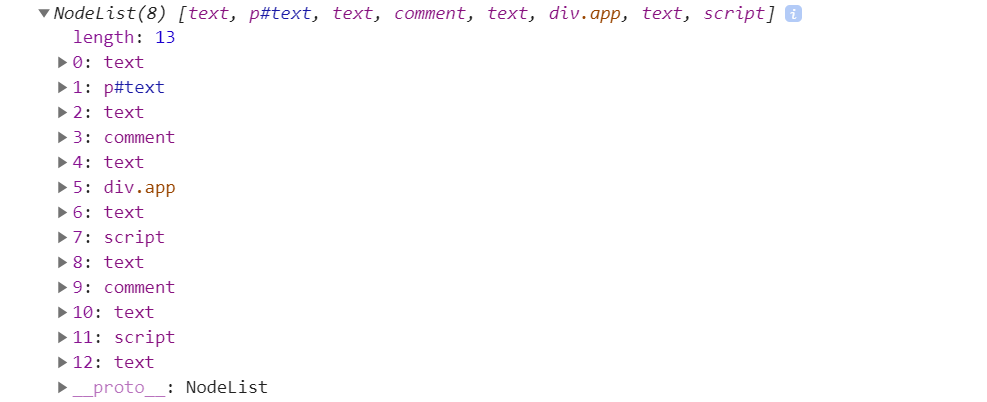 ▼NodeList(8) [text, p#text, text, comment, text, div.app, text, script] i
length: 13
▶0: text
▶1: p#text
▶2: text
▶3: comment
▶4: text
▶5: div.app
▶6: text
▶7: script
▶8: text
▶9: comment
▶10: text
▶11: script
▶12: text
▶__proto__: NodeList